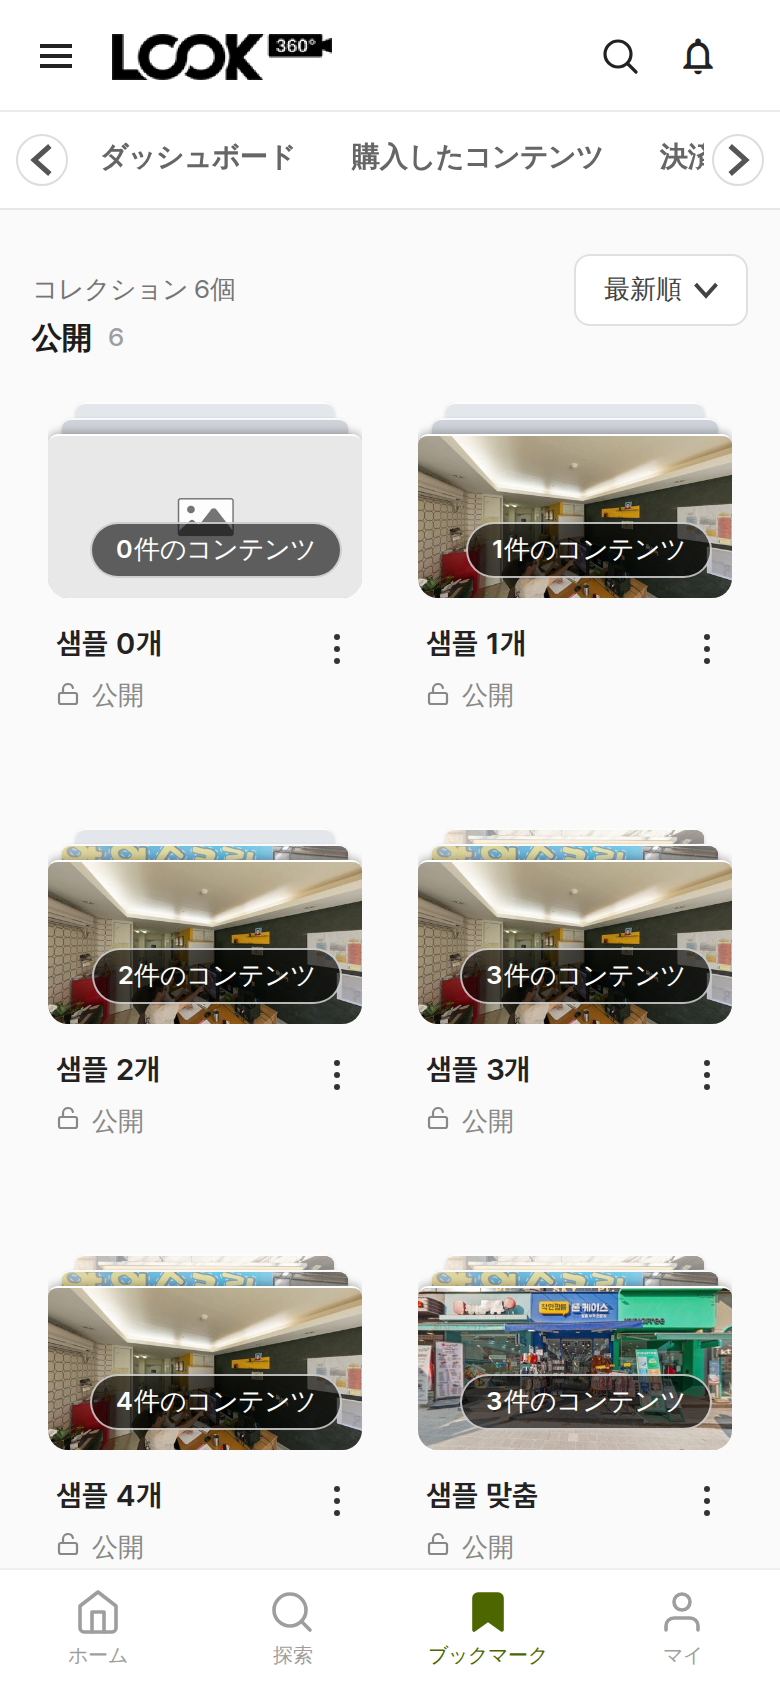 LOOK 360°
ダッシュボード 購入したコンテンツ 決済
コレクション 6個
最新順
公開 6
0件のコンテンツ
1件のコンテンツ
샘플 0개
샘플 1개
公開
公開
2件のコンテンツ
3件のコンテンツ
샘플 2개
샘플 3개
公開
公開
4件のコンテンツ
3件のコンテンツ
샘플 4개
샘플 맞춤
公開
公開
ホーム 探索 ブックマーク マイ